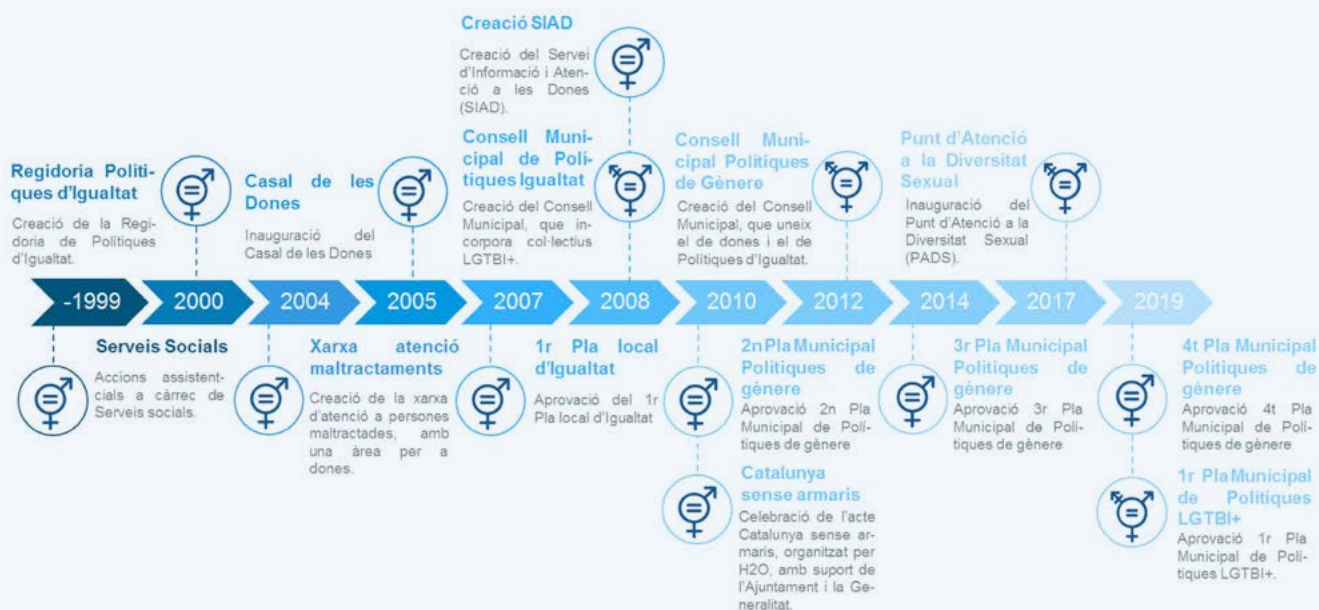 Creació SIAD
Creació del Servei
d'Informació i Aten-
ció a les Dones
(SIAD).
Regidoria Políti-
ques d'Igualtat
Creació de la Regi-
doria de Polítiques
d'Igualtat.
Casal de les
Dones
Inauguració del
Casal de les Dones
Consell Muni-
cipal de Polí-
tiques Igualtat
Creació del Consell
Municipal, que in-
corpora col·lectius
LGTBI+.
Consell Muni-
cipal Polítiques
de Gènere
Creació del Consell
Municipal, que uneix
el de dones i el de
Polítiques d'Igualtat.
Punt d'Atenció
a la Diversitat
Sexual
Inauguració del
Punt d'Atenció a la
Diversitat Sexual
(PADS).
-1999
2000
2004
2005
2007
2008
2010
2012
2014
2017
2019
Serveis Socials
Accions assistent-
cials a càrrec de
Serveis socials.
Xarxa atenció
maltractaments
Creació de la xarxa
d'atenció a persones
maltractades, amb
una àrea per a
dones.
1r Pla local
d'Igualtat
Aprovació del 1r
Pla local d'Igualtat
2n Pla Municipal
Polítiques de
gènere
Aprovació 2n Pla
Municipal de Polí-
tiques de gènere
Catalunya
sense armaris
Celebració de l'acte
Catalunya sense ar-
maris, organitzat per
H2O, amb suport de
l'Ajuntament i la Ge-
neralitat.
3r Pla Municipal
Polítiques de
gènere
Aprovació 3r Pla
Municipal de Polí-
tiques de gènere
4t Pla Municipal
Polítiques de
gènere
Aprovació 4t Pla
Municipal de Polí-
tiques de gènere
1r Pla Municipal
de Polítiques
LGTBI+
Aprovació 1r Pla
Municipal de Polí-
tiques LGTBI+.